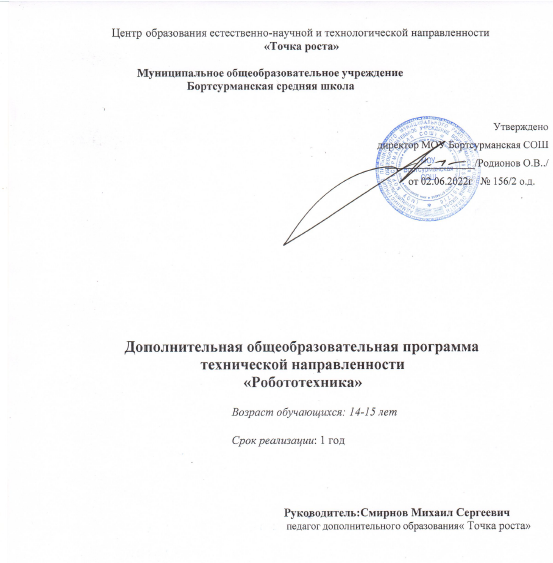 Центр образования естественно-научной и технологической направленности
«Точка роста»
Муниципальное общеобразовательное учреждение
Бортсурманская средняя школа
Утверждено
директор МОУ Бортсурманская СОШ
/Родионов О.В../
от 02.06.2022г № 156/2 о.д.
Дополнительная общеобразовательная программа
технической направленности
«Робототехника»
Возраст обучающихся: 14-15 лет
Срок реализации: 1 год
Руководитель:Смирнов Михаил Сергеевич
педагог дополнительного образования« Точка роста»